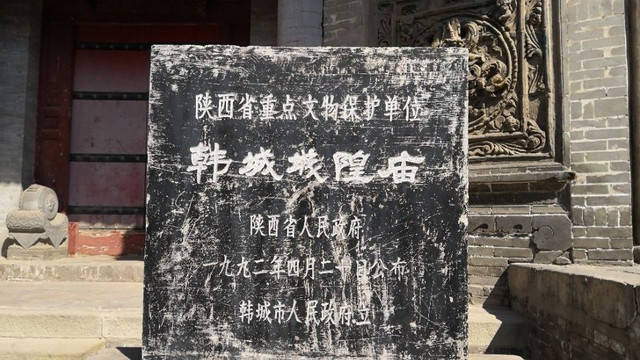 陕西省重点文物保护单位
韩城城隍庙
陕西省人民政府
一九九二年四月二十日公布
韩城市人民政府立